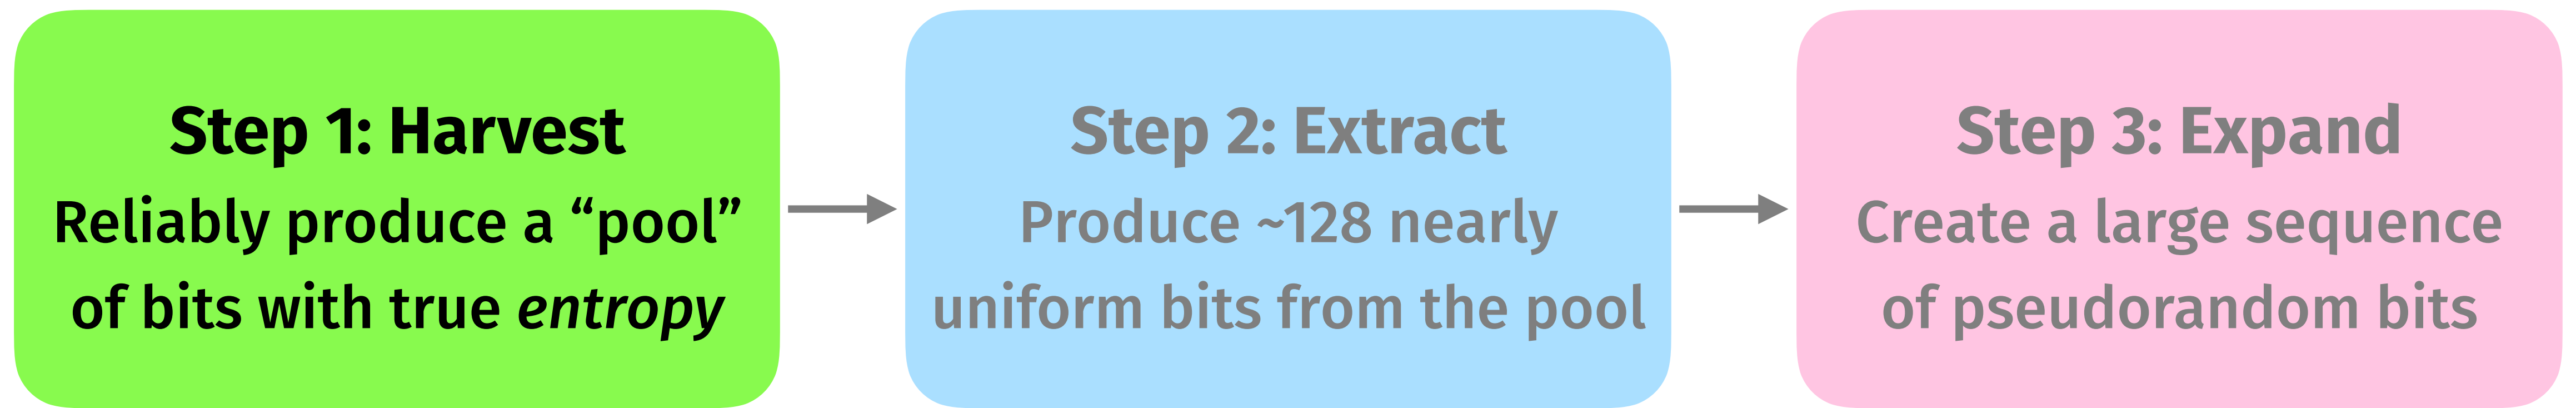 Step 1: Harvest
Reliably produce a “pool”
of bits with true entropy
Step 2: Extract
Produce ~128 nearly
uniform bits from the pool
Step 3: Expand
Create a large sequence
of pseudorandom bits